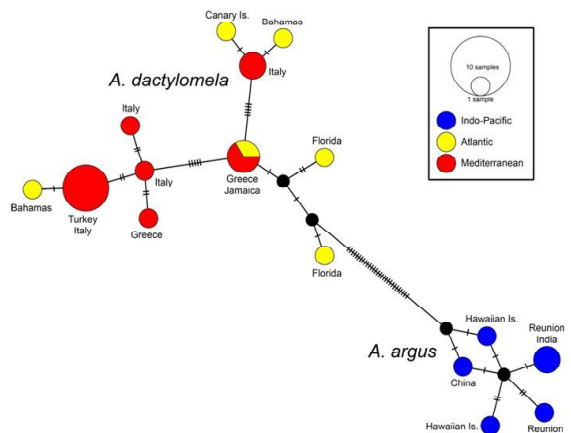 Canary Is.
Bahamas
Italy
A. dactylomela
Italy
Italy
Greece
Jamaica
Florida
Bahamas
Turkey
Italy
Greece
Florida
10 samples
1 sample
Indo-Pacific
Atlantic
Mediterranean
Hawaiian Is.
Reunion
India
A. argus
China
Hawaiian Is.
Reunion